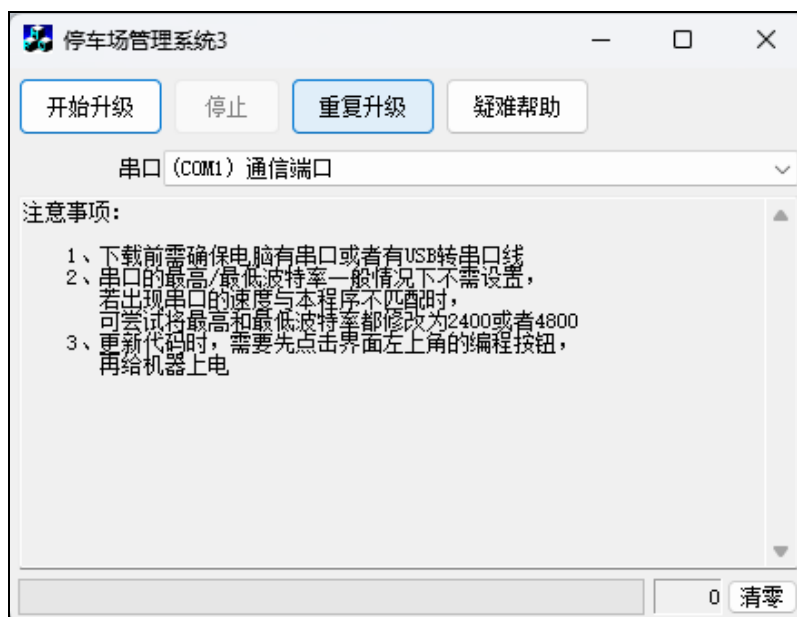 停车场管理系统3
开始升级 停止 重复升级 疑难帮助
串口 (COM1) 通信端口
注意事项:
1、下载前需确保电脑有串口或者有USB转串口线
2、串口的最高/最低波特率一般情况下不需设置,
若出现串口的速度与本程序不匹配时,
可尝试将最高和最低波特率都修改为2400或者4800
3、更新代码时,需要先点击界面左上角的编程按钮,
再给机器上电
0 清零